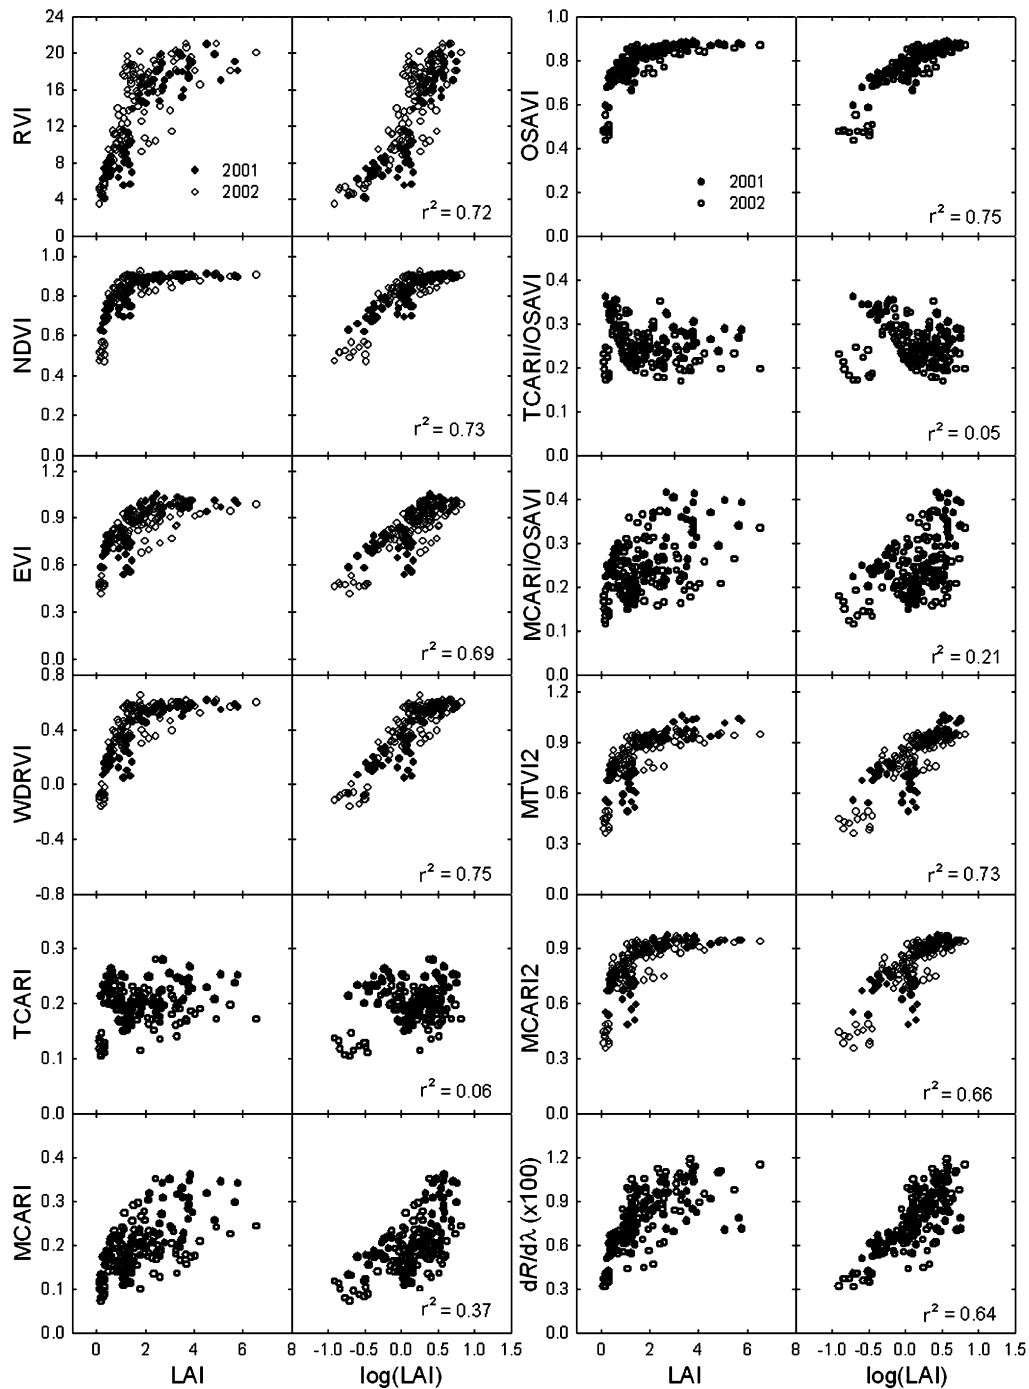 24
20
16
12
8
4
0
RVI
2001
2002
r² = 0.72
1.0
0.8
0.6
0.4
0.2
0.0
OSAVI
2001
2002
r² = 0.75
1.0
0.8
0.6
0.4
0.2
0.0
NDVI
r² = 0.73
0.4
0.3
0.2
0.1
0.0
TCARI/OSAVI
r² = 0.05
1.2
0.9
0.6
0.3
0.0
EVI
r² = 0.69
0.4
0.3
0.2
0.1
0.0
MCARI/OSAVI
r² = 0.21
0.8
0.4
0.0
-0.4
-0.8
WDRVI
r² = 0.75
1.2
0.9
0.6
0.3
0.0
MTVI2
r² = 0.73
0.3
0.2
0.1
0.0
TCARI
r² = 0.06
0.9
0.6
0.3
0.0
MCARI2
r² = 0.66
0.4
0.3
0.2
0.1
0.0
MCARI
r² = 0.37
1.2
0.9
0.6
0.3
0.0
dR/dλ (x100)
r² = 0.64
0 2 4 6 8
-1.0 -0.5 0.0 0.5 1.0 1.5
0 2 4 6 8
-1.0 -0.5 0.0 0.5 1.0 1.5
LAI
log(LAI)
LAI
log(LAI)